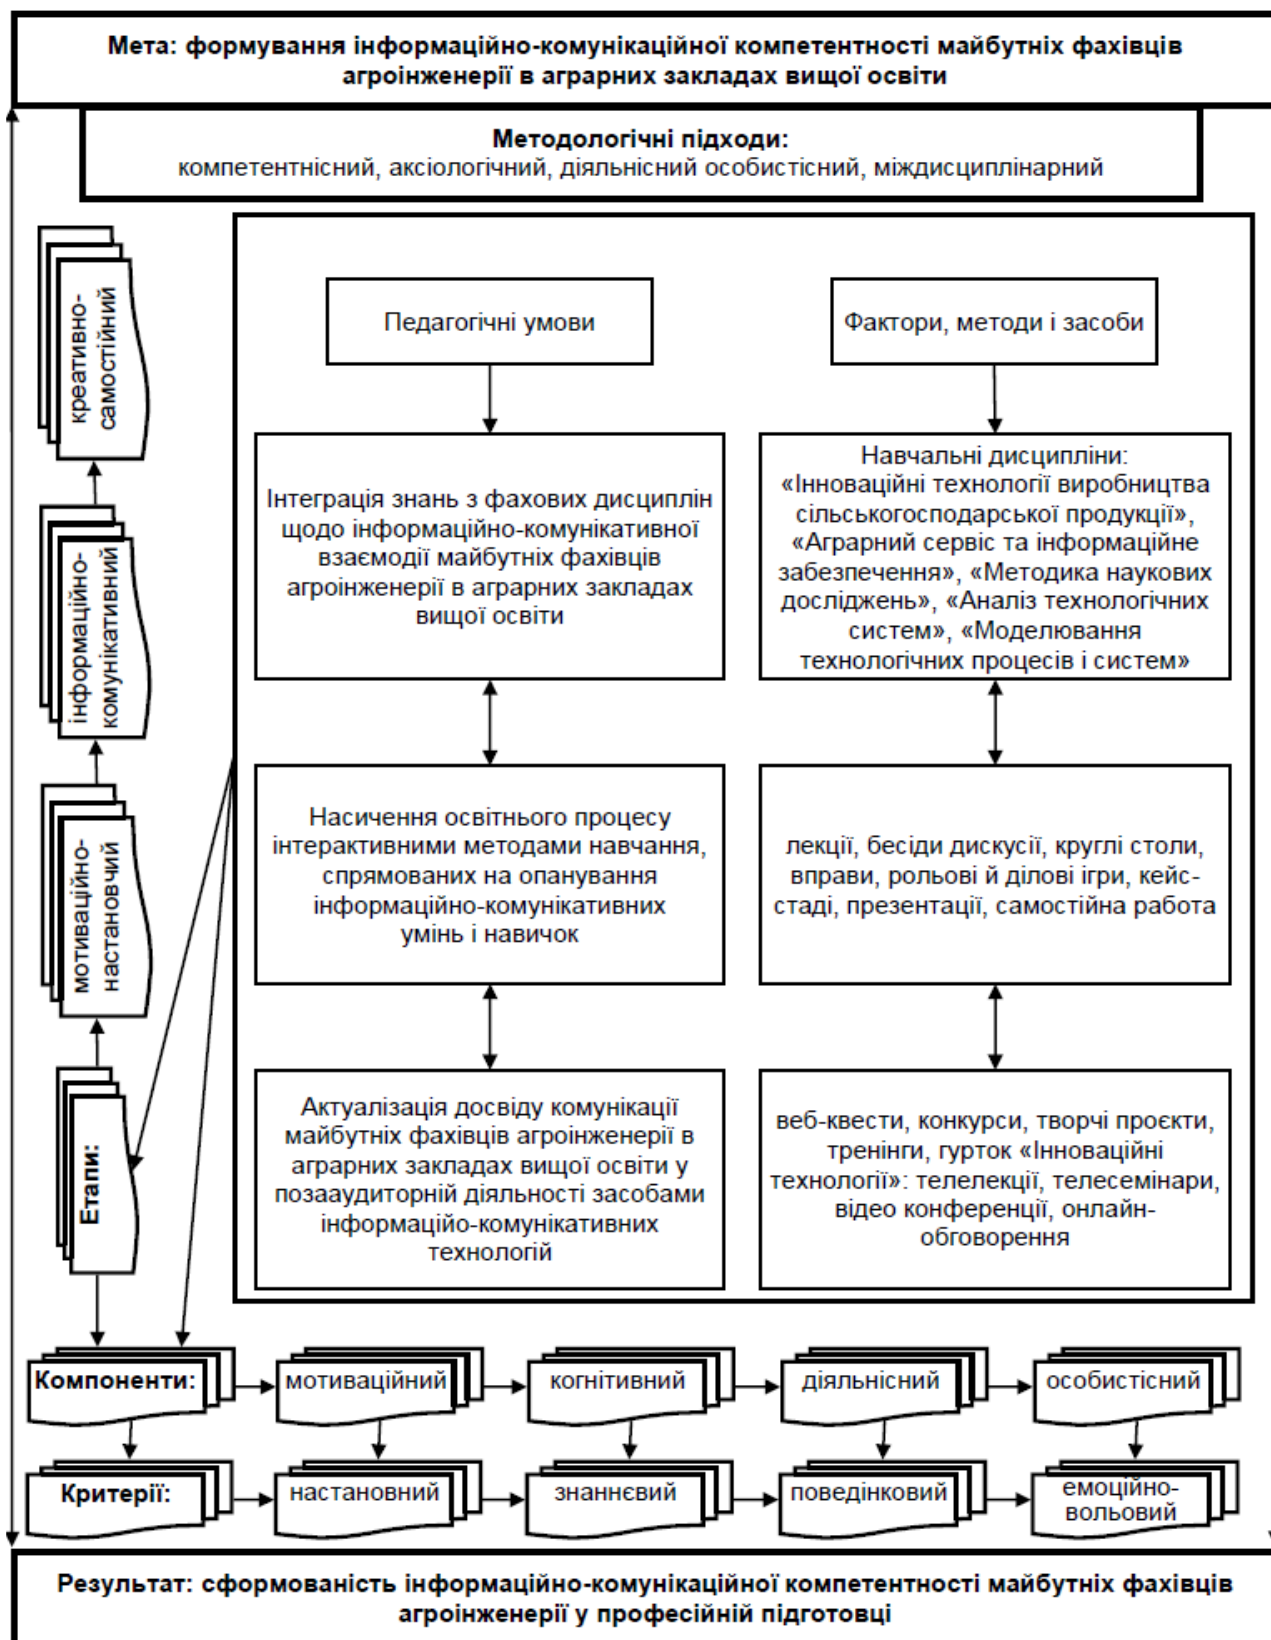 Мета: формування інформаційно-комунікаційної компетентності майбутніх фахівців
агроінженерії в аграрних закладах вищої освіти
Методологічні підходи:
компетентнісний, аксіологічний, діяльнісний особистісний, міждисциплінарний
креативно-
самостійний
інформаційно-
комунікативний
мотиваційно-
настановчий
Етапи:
Педагогічні умови
Інтеграція знань з фахових дисциплін
щодо інформаційно-комунікативної
взаємодії майбутніх фахівців
агроінженерії в аграрних закладах
вищої освіти
Насичення освітнього процесу
інтерактивними методами навчання,
спрямованих на опанування
інформаційно-комунікативних
умінь і навичок
Актуалізація досвіду комунікації
майбутніх фахівців агроінженерії в
аграрних закладах вищої освіти у
позааудиторній діяльності засобами
інформаційо-комунікативних
технологій
Фактори, методи і засоби
Навчальні дисципліни:
«Інноваційні технології виробництва
сільськогосподарської продукції»,
«Аграрний сервіс та інформаційне
забезпечення», «Методика наукових
досліджень», «Аналіз технологічних
систем», «Моделювання
технологічних процесів і систем»
лекції, бесіди дискусії, круглі столи,
вправи, рольові й ділові ігри, кейс-
стаді, презентації, самостійна работа
веб-квести, конкурси, творчі проєкти,
тренінги, гурток «Інноваційні
технології»: телелекції, телесемінари,
відео конференції, онлайн-
обговорення
Компоненти:
мотиваційний
когнітивний
діяльнісний
особистісний
Критерії:
настановний
знаннєвий
поведінковий
емоційно-
вольовий
Результат: сформованість інформаційно-комунікаційної компетентності майбутніх фахівців
агроінженерії у професійній підготовці